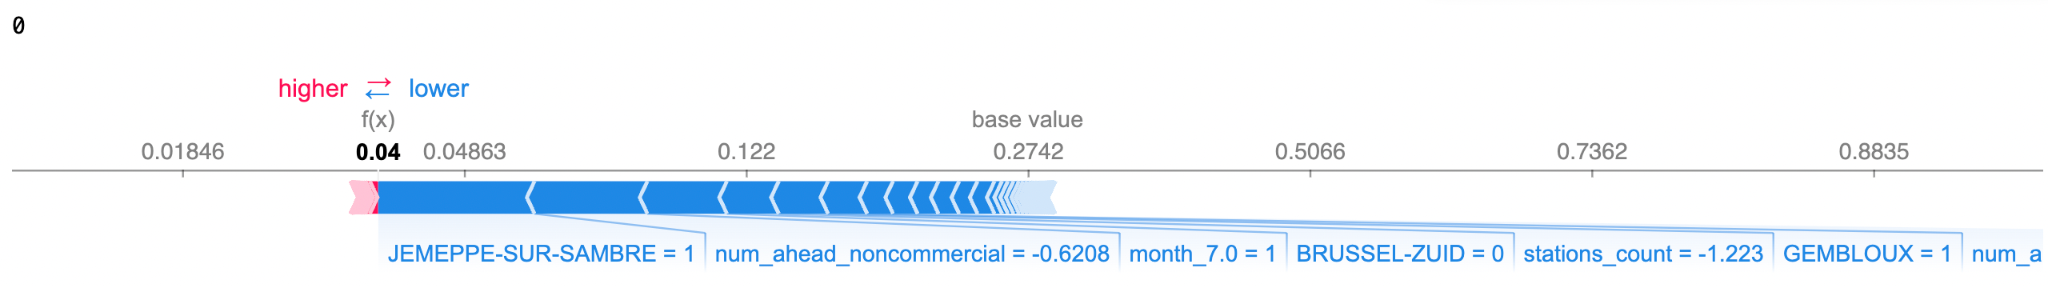 0
higher lower
f(x) base value
0.01846 0.04 0.04863 0.122 0.2742 0.5066 0.7362 0.8835
JEMEPPE-SUR-SAMBRE = 1 num_ahead_noncommercial = -0.6208 month_7.0 = 1 BRUSSEL-ZUID = 0 stations_count = -1.223 GEMBLOUX = 1 num_a